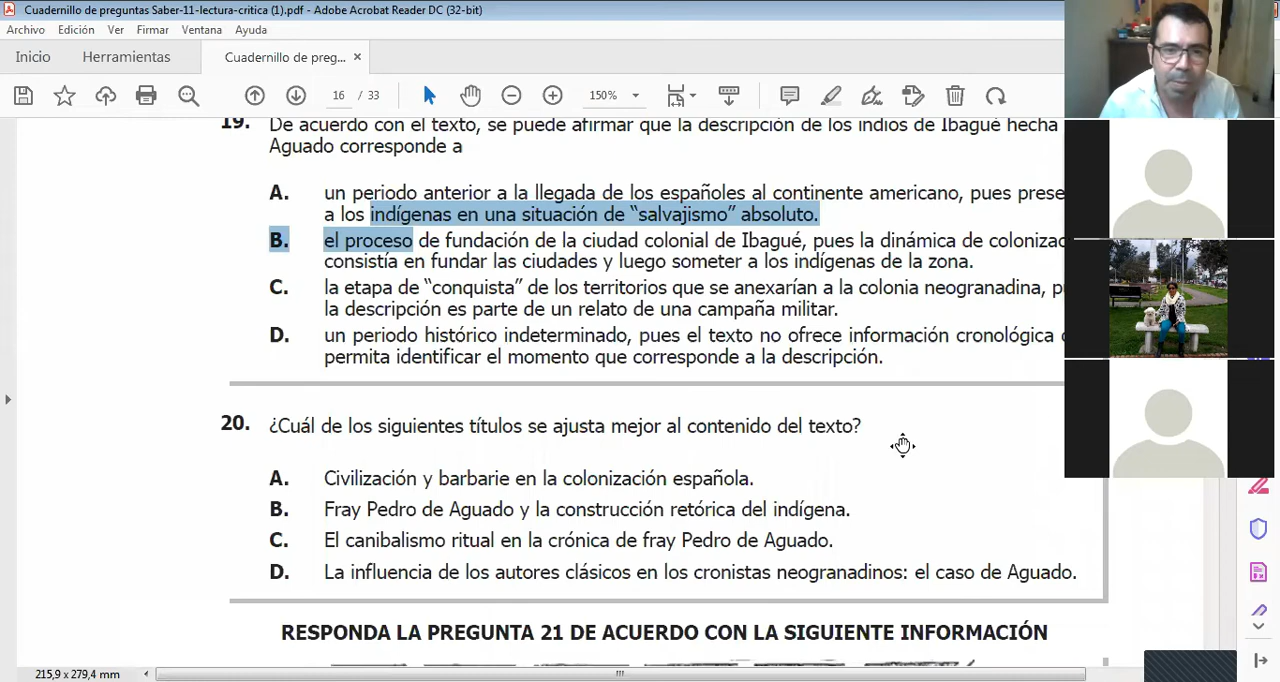 Cuadernillo de preguntas Saber-11-lectura-critica (1).pdf - Adobe Acrobat Reader DC (32-bit)
Archivo Edición Ver Firmar Ventana Ayuda
Inicio Herramientas Cuadernillo de preg... ×
16 / 33 150%
19. De acuerdo con el texto, se puede afirmar que la descripción de los indios de Ibagué hecha
Aguado corresponde a
A. un periodo anterior a la llegada de los españoles al continente americano, pues prese
a los indígenas en una situación de “salvajismo” absoluto.
B. el proceso de fundación de la ciudad colonial de Ibagué, pues la dinámica de colonizac
consistía en fundar las ciudades y luego someter a los indígenas de la zona.
C. la etapa de “conquista” de los territorios que se anexarían a la colonia neogranadina, p
la descripción es parte de un relato de una campaña militar.
D. un periodo histórico indeterminado, pues el texto no ofrece información cronológica
permita identificar el momento que corresponde a la descripción.
20. ¿Cuál de los siguientes títulos se ajusta mejor al contenido del texto?
A. Civilización y barbarie en la colonización española.
B. Fray Pedro de Aguado y la construcción retórica del indígena.
C. El canibalismo ritual en la crónica de fray Pedro de Aguado.
D. La influencia de los autores clásicos en los cronistas neogranadinos: el caso de Aguado.
RESPONDA LA PREGUNTA 21 DE ACUERDO CON LA SIGUIENTE INFORMACIÓN
215,9 x 279,4 mm